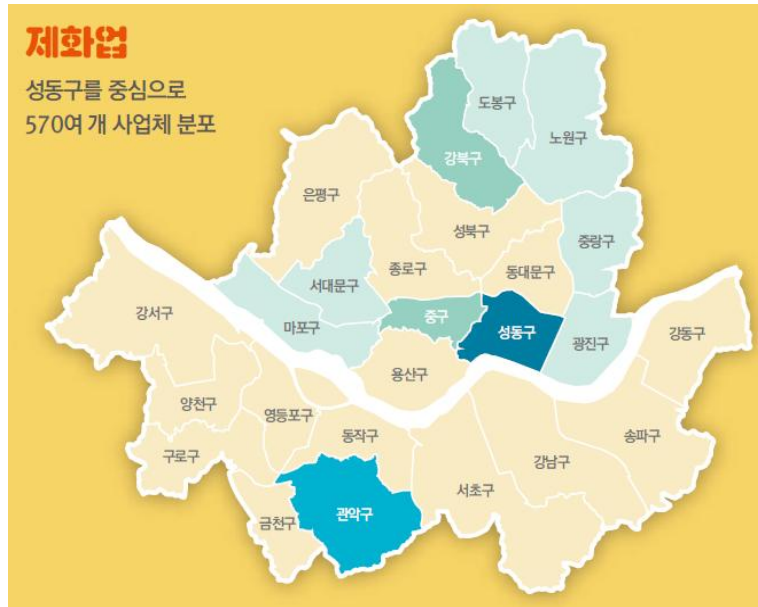 제화업
성동구를 중심으로
570여 개 사업체 분포
도봉구
노원구
강북구
은평구
성북구
중랑구
종로구
동대문구
서대문구
강서구
마포구
중구
성동구
광진구
강동구
용산구
양천구
영등포구
동작구
송파구
구로구
강남구
서초구
관악구
금천구